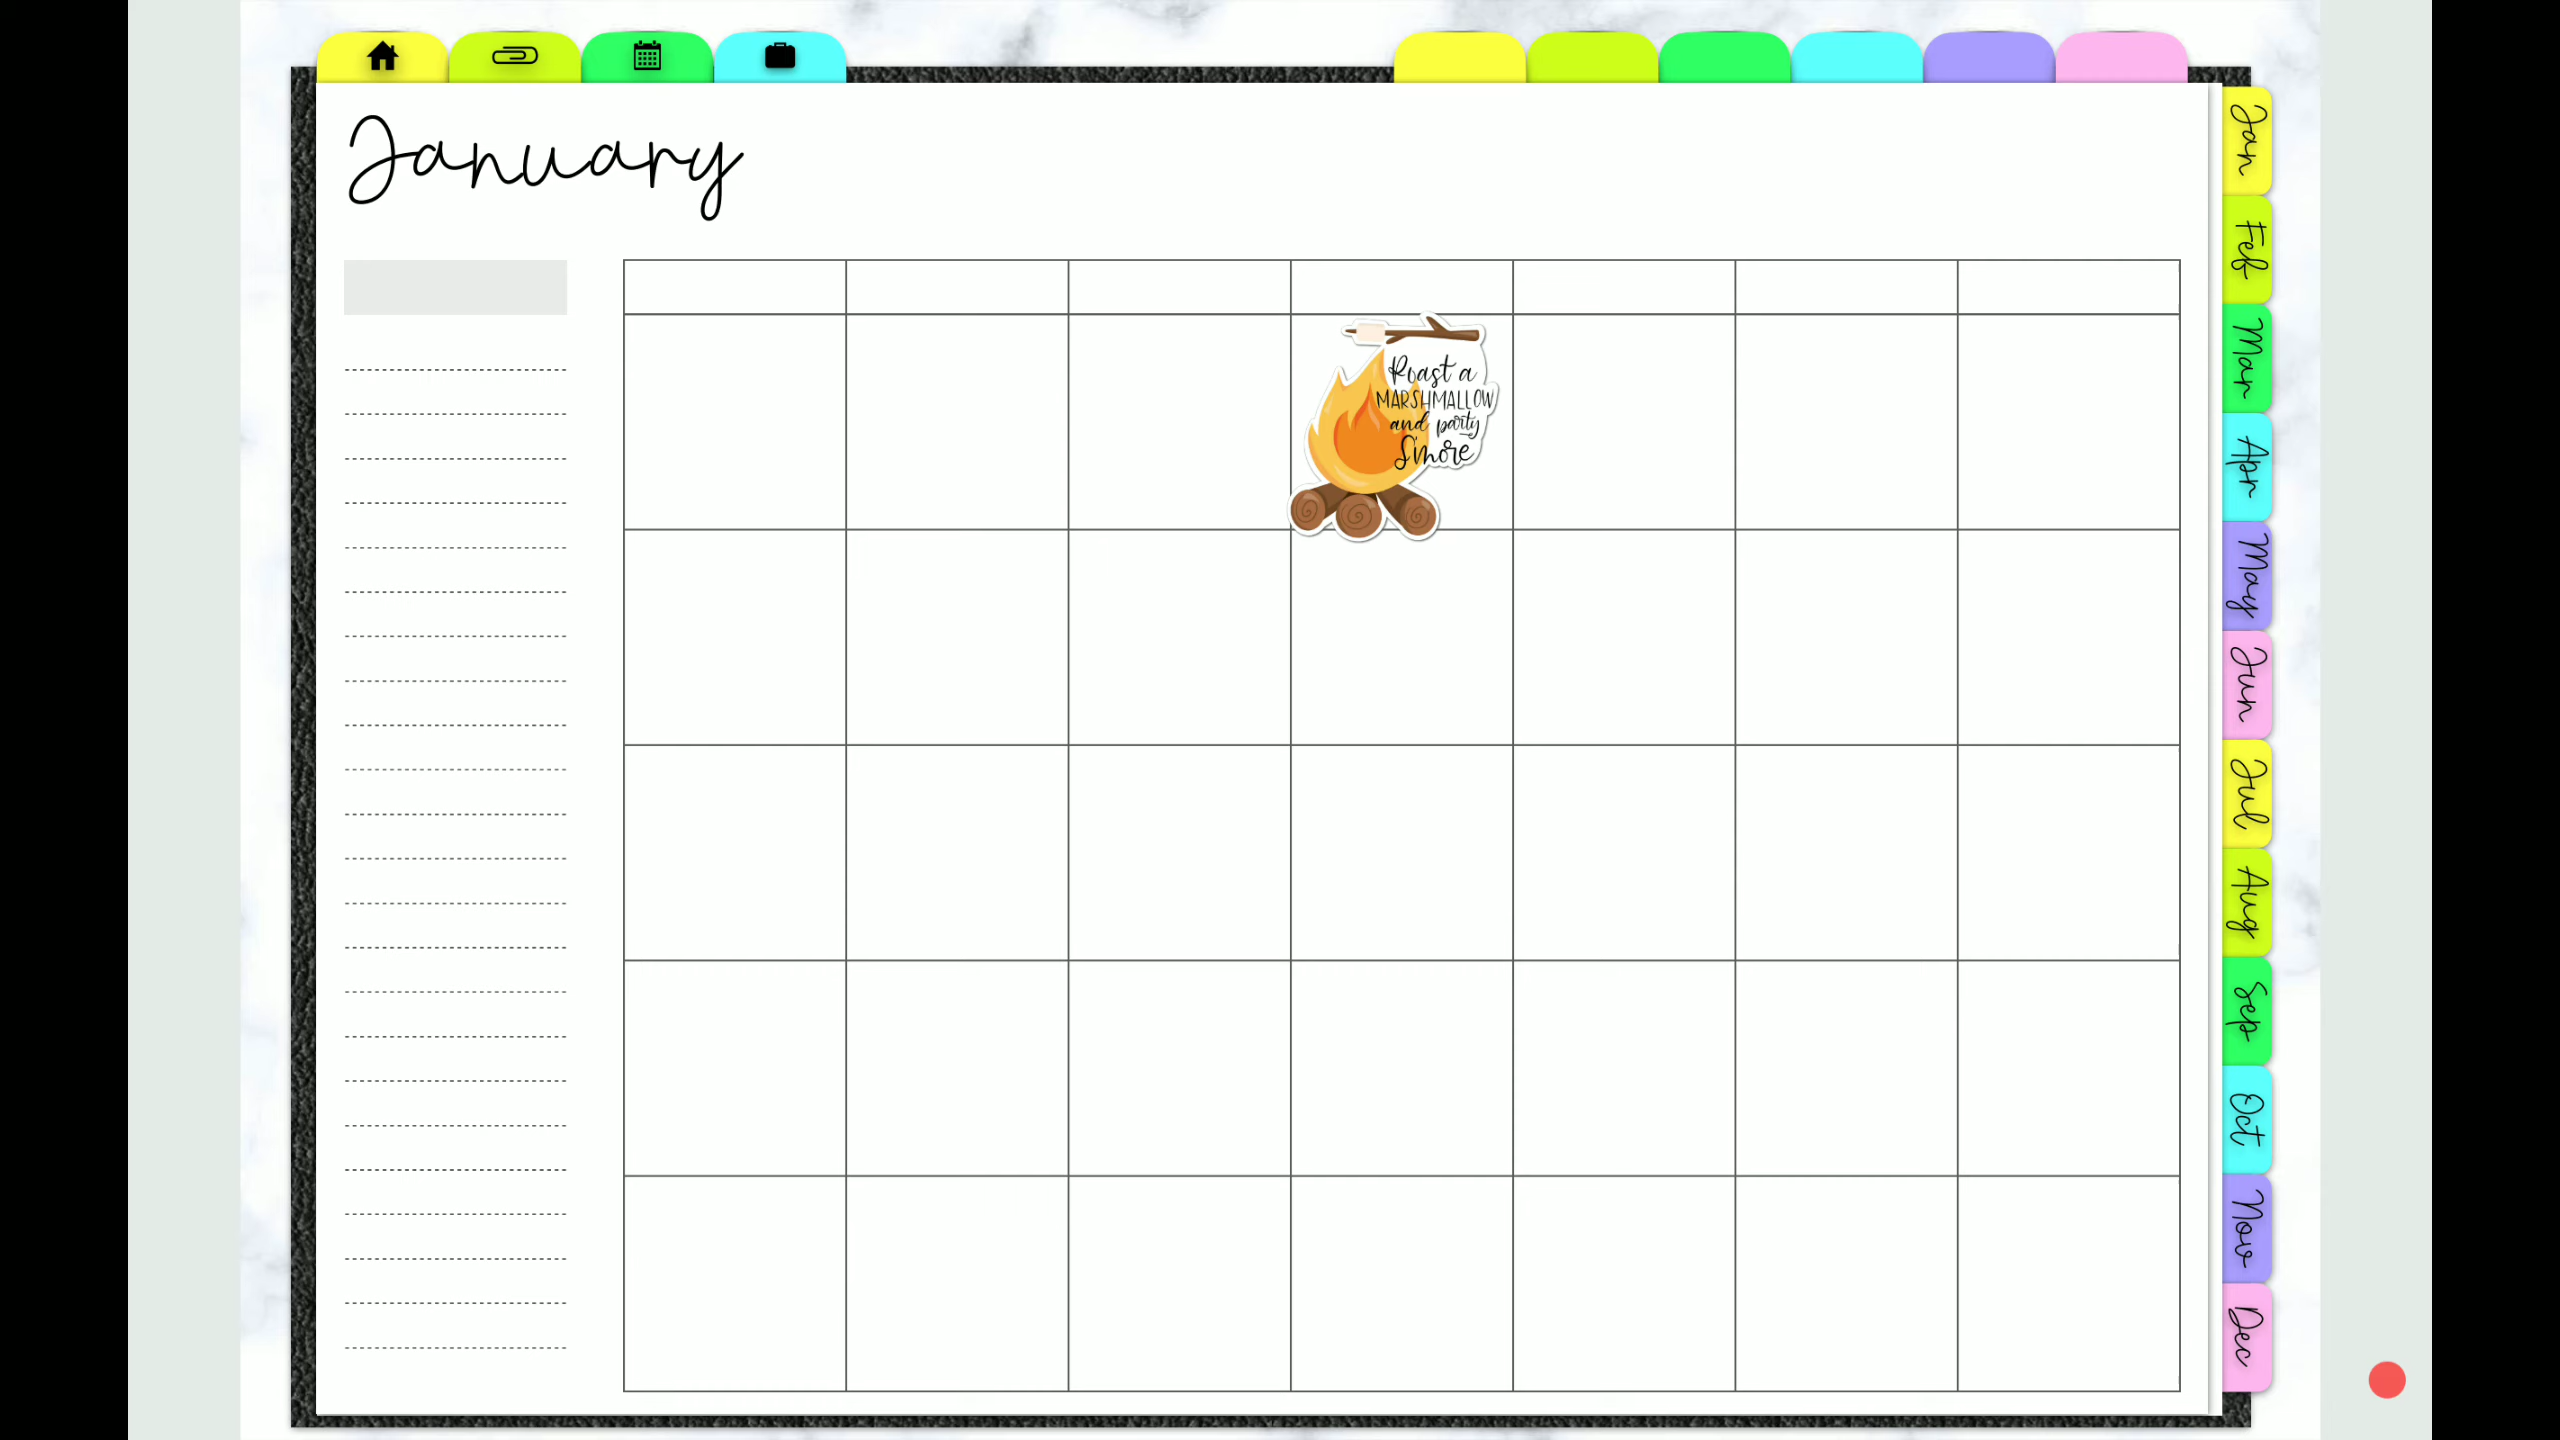 January
Roast a
MARSHMALLOW
and party
S'more
Jan
Feb
Mar
Apr
May
Jun
Jul
Aug
Sep
Oct
Nov
Dec